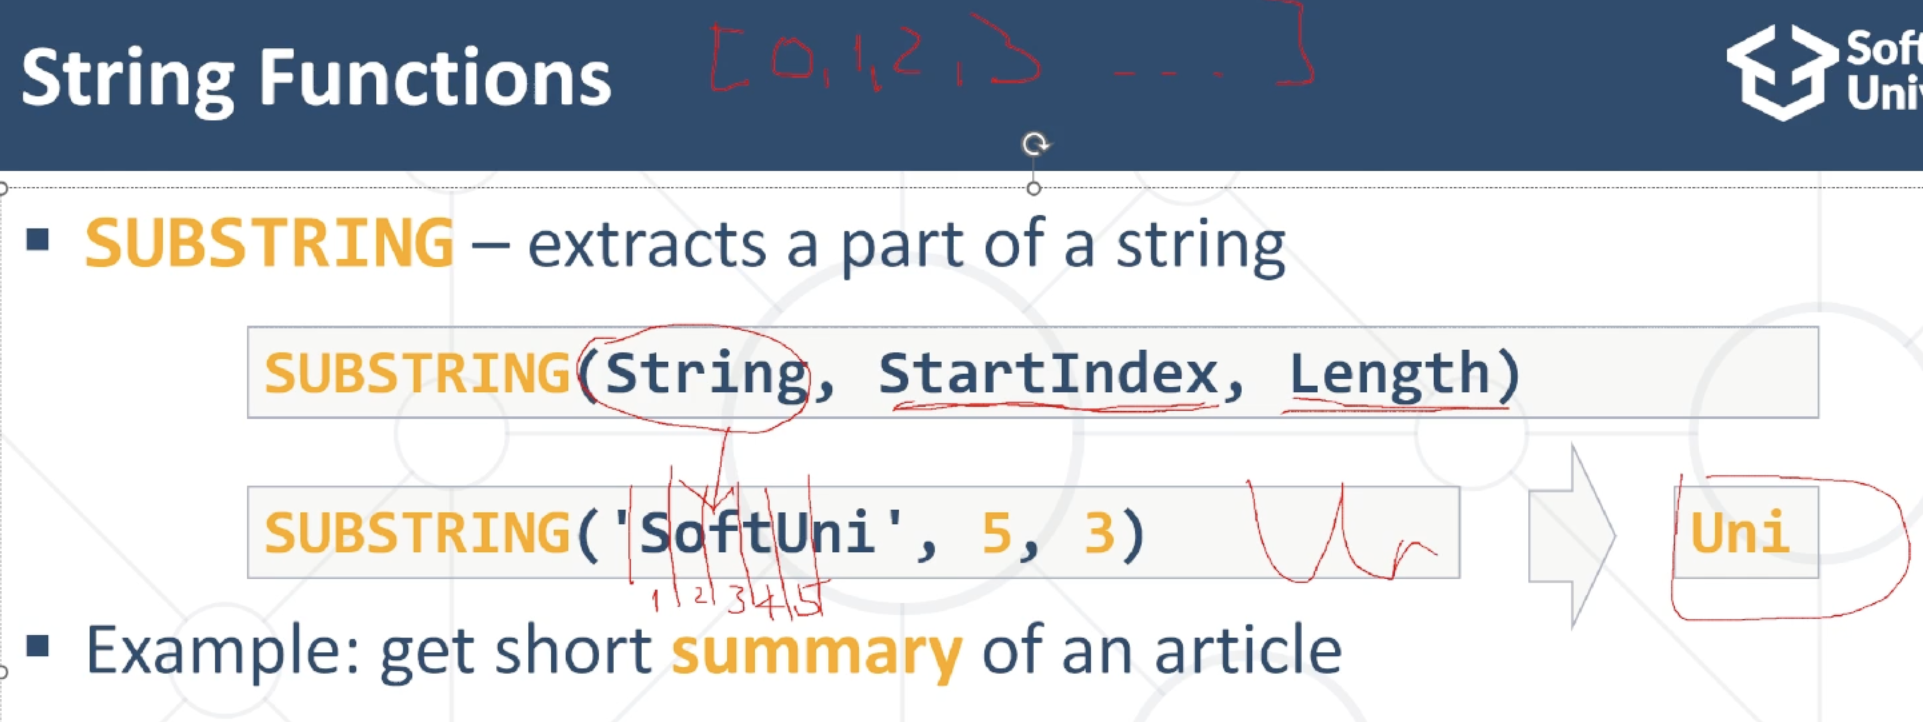 String Functions [0,1,2,3 ---]
Soft
Univ
▪ SUBSTRING – extracts a part of a string
SUBSTRING(String, StartIndex, Length)
SUBSTRING('SoftUni', 5, 3) Un Uni
1 2 3 4 5
▪ Example: get short summary of an article